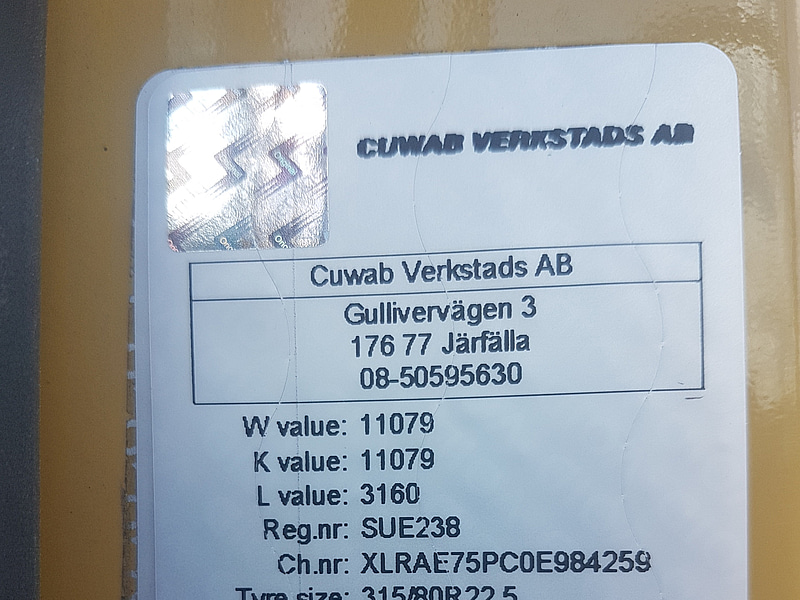 CUWAB VERKSTADS AB
Cuwab Verkstads AB
Gullivervägen 3
176 77 Järfälla
08-50595630
W value: 11079
K value: 11079
L value: 3160
Reg.nr: SUE238
Ch.nr: XLRAE75PC0E984259
Tyre size: 315/80R22.5